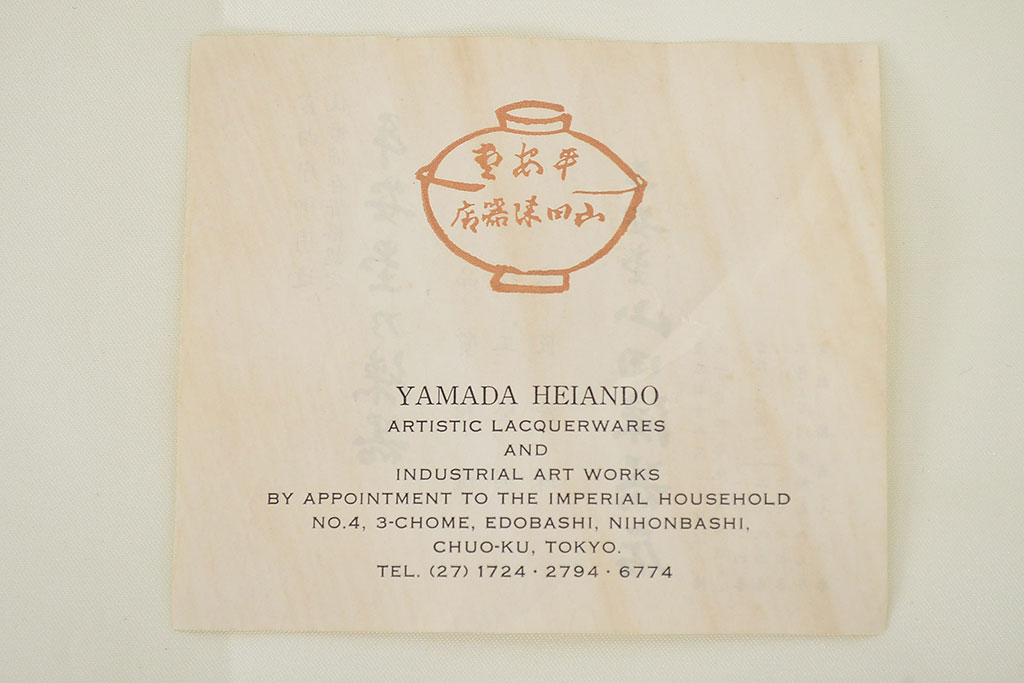 平安堂
山田漆器店
YAMADA HEIANDO
ARTISTIC LACQUERWARES
AND
INDUSTRIAL ART WORKS
BY APPOINTMENT TO THE IMPERIAL HOUSEHOLD
NO.4, 3-CHOME, EDOBASHI, NIHONBASHI,
CHUO-KU, TOKYO.
TEL. (27) 1724・2794・6774